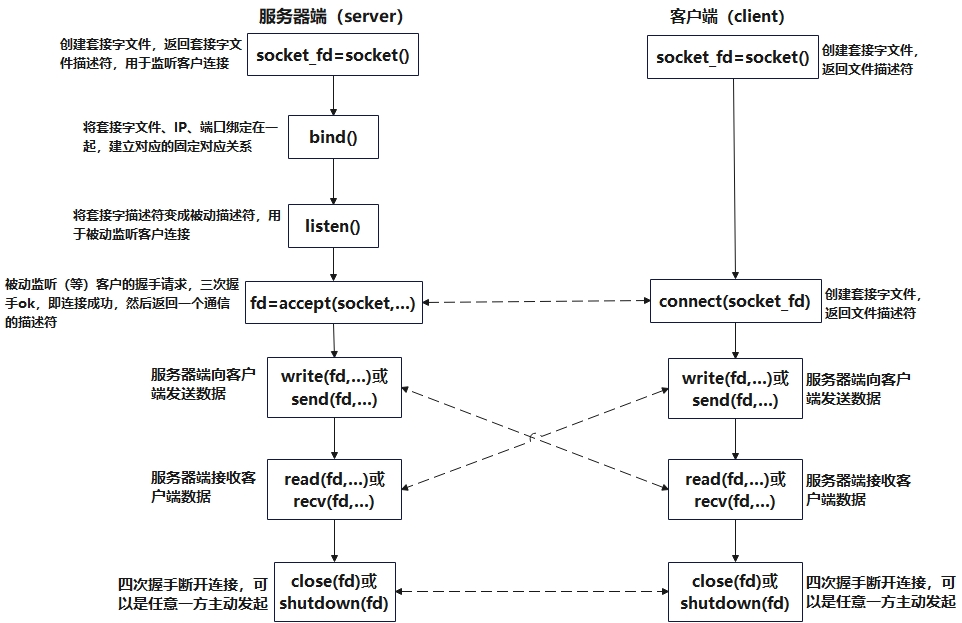 服务器端（server）
客户端（client）
创建套接字文件，返回套接字文
件描述符，用于监听客户连接
socket_fd=socket()
socket_fd=socket()
创建套接字文件，
返回文件描述符
将套接字文件、IP、端口绑定在一
起，建立对应的固定对应关系
bind()
将套接字描述符变成被动描述符，用
于被动监听客户连接
listen()
被动监听（等）客户的握手请求，三次握
手ok，即连接成功，然后返回一个通信
的描述符
fd=accept(socket,...)
connect(socket_fd)
创建套接字文件，
返回文件描述符
服务器端向客户
端发送数据
write(fd,...)或
send(fd,...)
write(fd,...)或
send(fd,...)
服务器端向客户
端发送数据
服务器端接收客
户端数据
read(fd,...)或
recv(fd,...)
read(fd,...)或
recv(fd,...)
服务器端接收客
户端数据
四次握手断开连接，可
以是任意一方主动发起
close(fd)或
shutdown(fd)
close(fd)或
shutdown(fd)
四次握手断开连接，可
以是任意一方主动发起